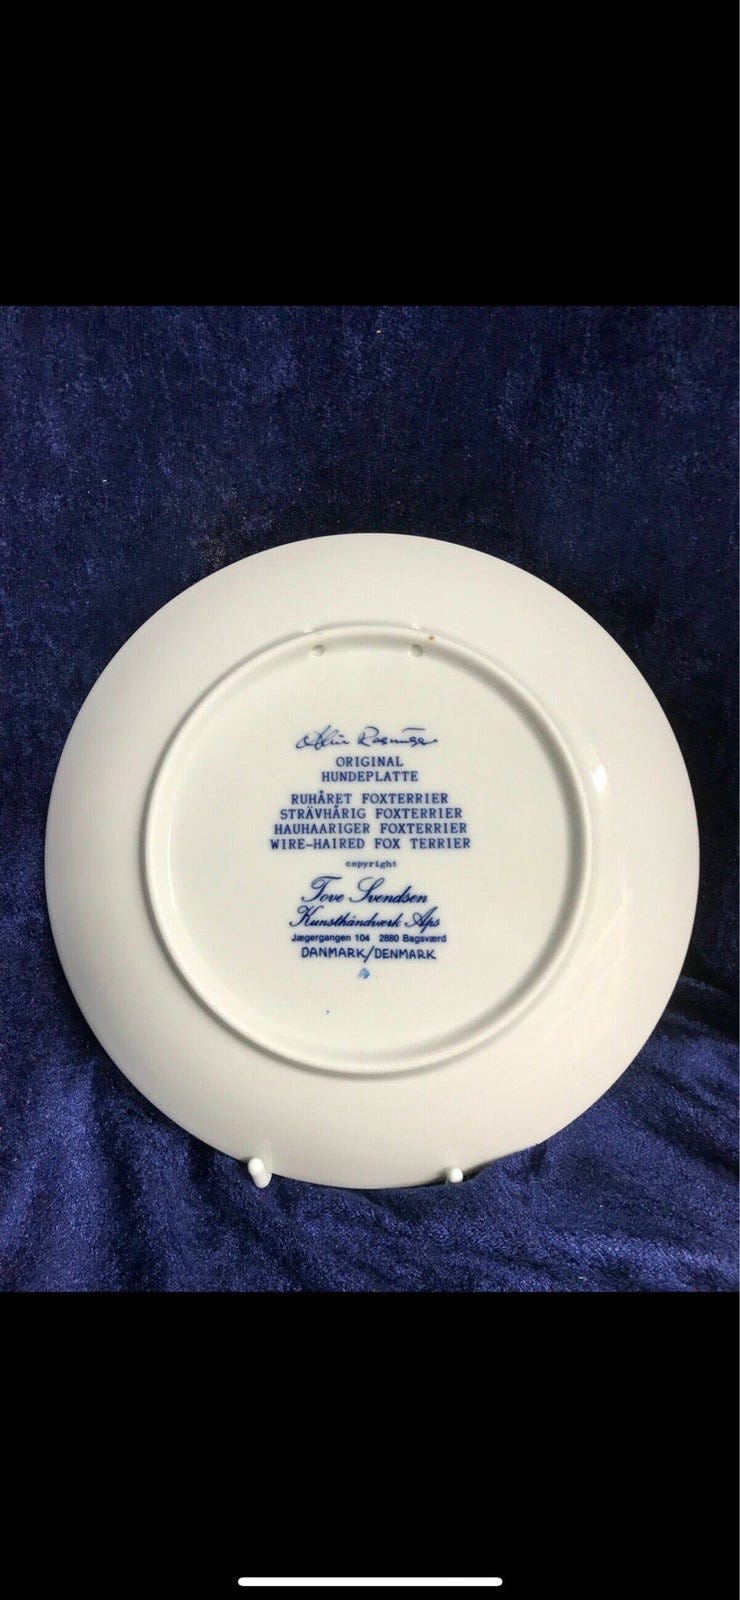 ORIGINAL
HUNDEPLATTE
RUHÅRET FOXTERRIER
STRÄVHÅRIG FOXTERRIER
HAUHAARIGER FOXTERRIER
WIRE-HAIRED FOX TERRIER
copyright
Tove Svendsen
Kunsthåndværk Aps
Jægergangen 104 2880 Bagsværd
DANMARK/DENMARK